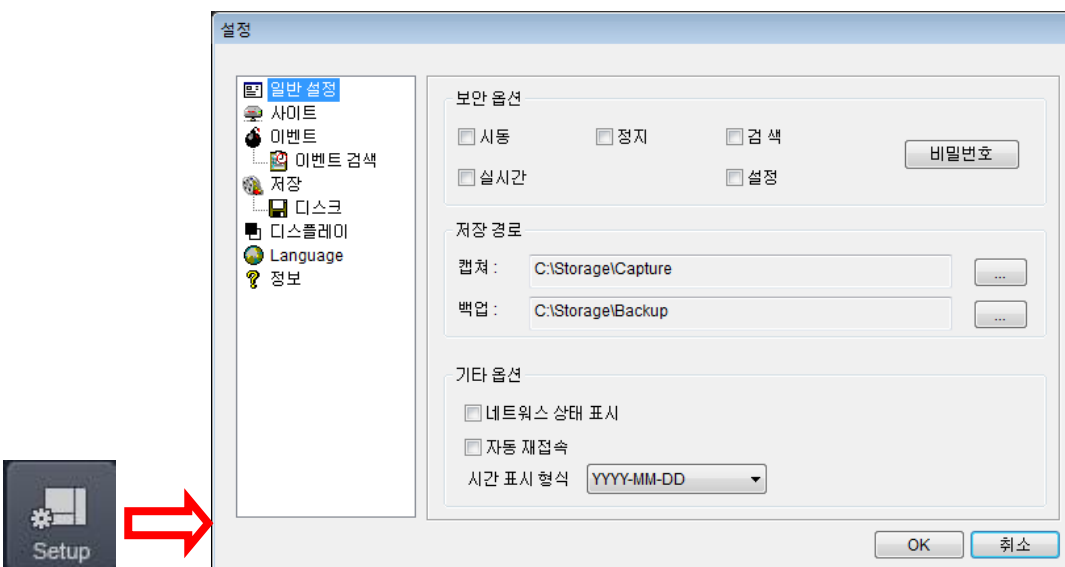 설정
일반 설정
사이트
이벤트
이벤트 검색
저장
디스크
디스플레이
Language
정보
보안 옵션
시동 정지 검 색
비밀번호
실시간 설정
저장 경로
캡쳐 : C:\Storage\Capture ...
백업 : C:\Storage\Backup ...
기타 옵션
네트워스 상태 표시
자동 재접속
시간 표시 형식 YYYY-MM-DD
OK 취소
Setup